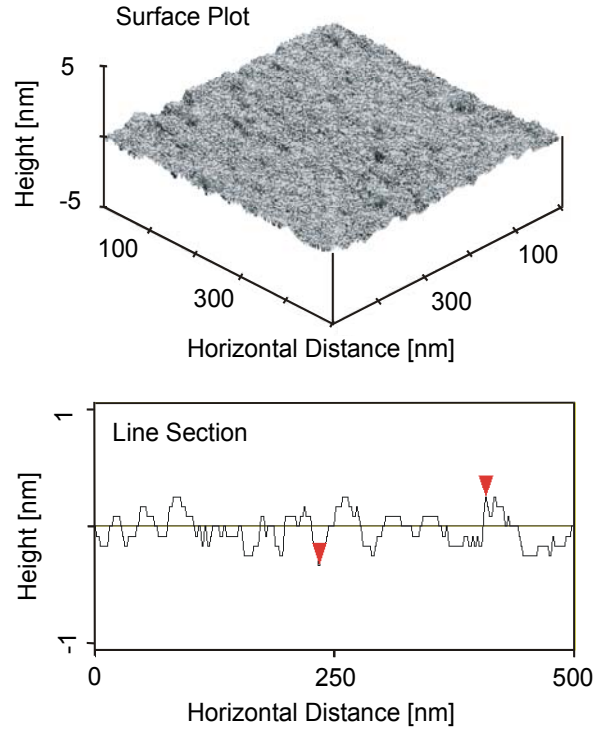 Surface Plot
5
-5
Height [nm]
100
300
300
100
Horizontal Distance [nm]
Line Section
1
-1
Height [nm]
0
250
500
Horizontal Distance [nm]